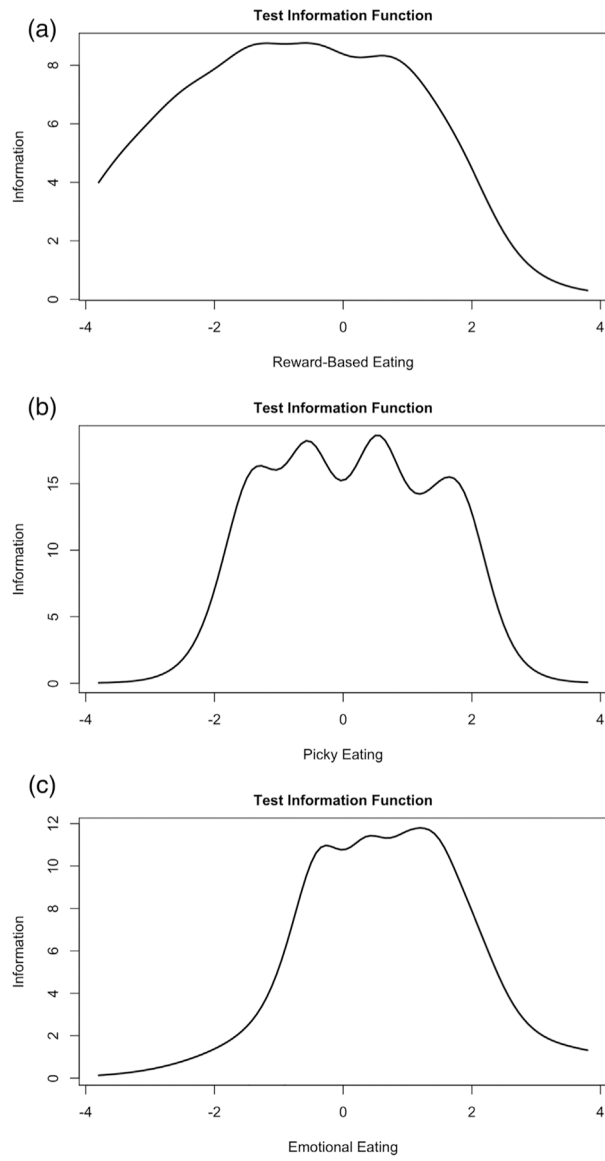 (a)
Test Information Function
Information
8
6
4
2
0
-4 -2 0 2 4
Reward-Based Eating
(b)
Test Information Function
Information
15
10
5
0
-4 -2 0 2 4
Picky Eating
(c)
Test Information Function
Information
12
10
8
6
4
2
0
-4 -2 0 2 4
Emotional Eating